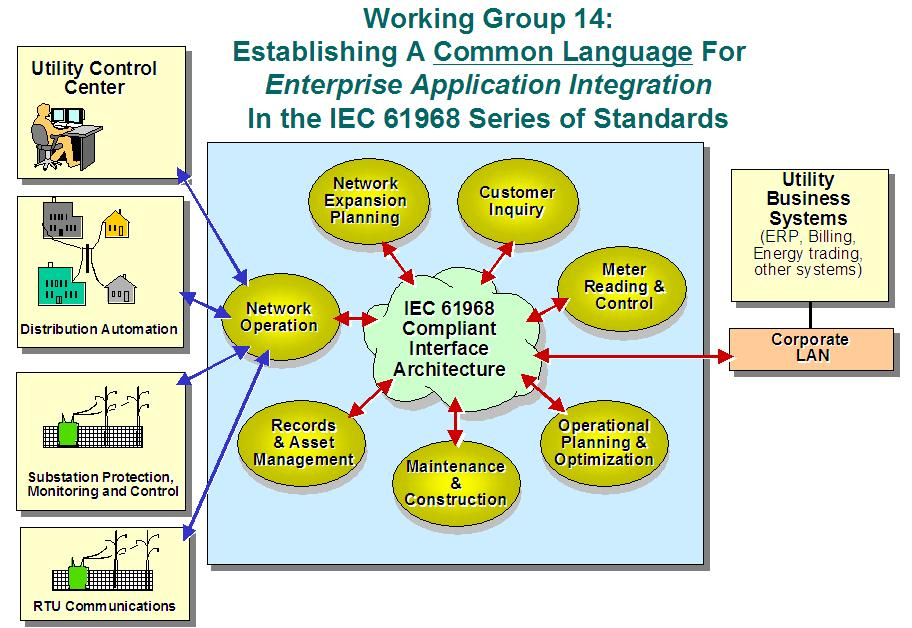 Working Group 14:
Establishing A Common Language For
Enterprise Application Integration
In the IEC 61968 Series of Standards
Utility Control
Center
Distribution Automation
Substation Protection,
Monitoring and Control
RTU Communications
Network
Expansion
Planning
Customer
Inquiry
Network
Operation
IEC 61968
Compliant
Interface
Architecture
Meter
Reading &
Control
Records
& Asset
Management
Maintenance
&
Construction
Operational
Planning &
Optimization
Utility
Business
Systems
(ERP, Billing,
Energy trading,
other systems)
Corporate
LAN